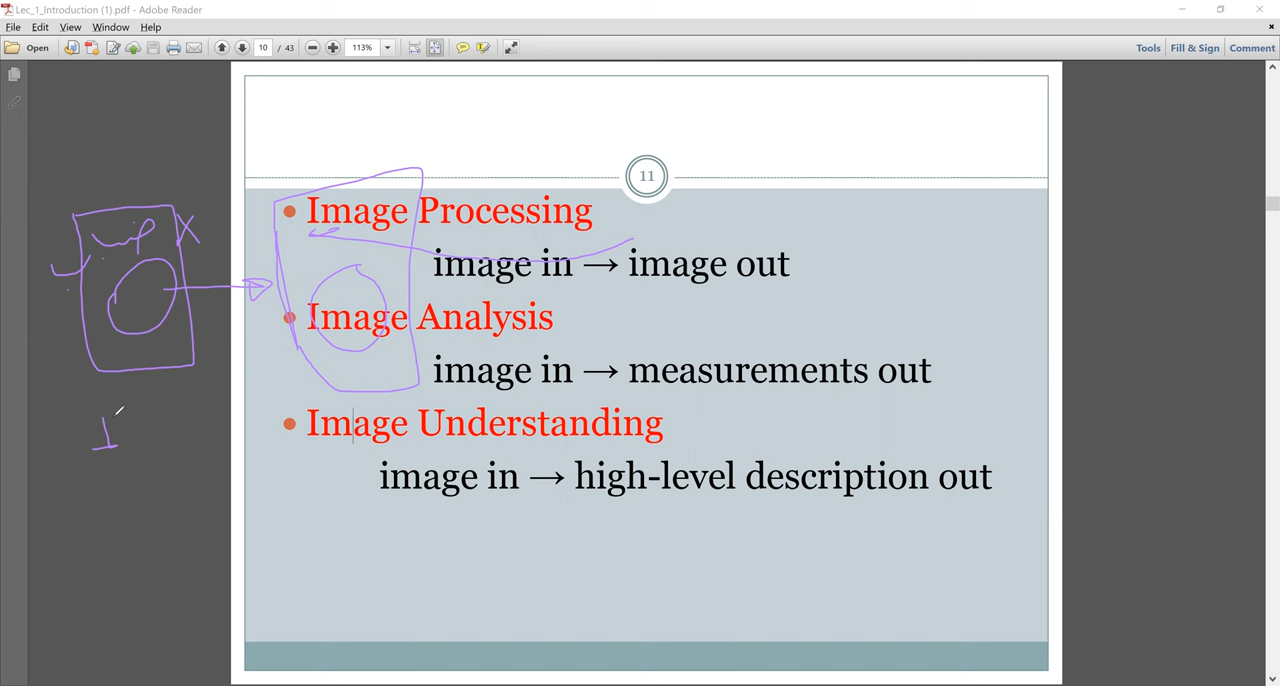 Lec_1_Introduction (1).pdf - Adobe Reader
File Edit View Window Help
Open 10 / 43 113% Tools Fill & Sign Comment
11
• Image Processing
image in → image out
• Image Analysis
image in → measurements out
• Image Understanding
image in → high-level description out
X
I